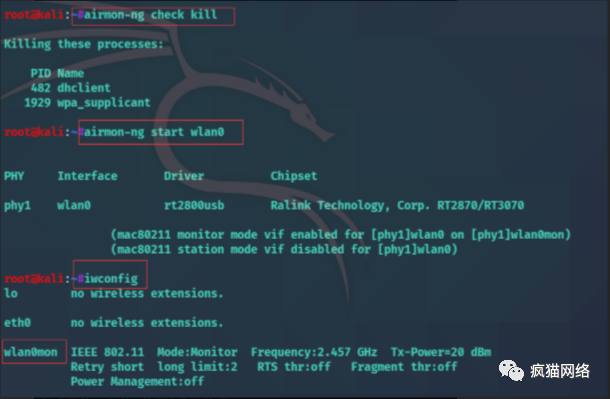 root@kali:~#airmon-ng check kill
Killing these processes:
PID Name
482 dhclient
1929 wpa_supplicant
root@kali:~#airmon-ng start wlan0
PHY Interface Driver Chipset
phy1 wlan0 rt2800usb Ralink Technology, Corp. RT2870/RT3070
(mac80211 monitor mode vif enabled for [phy1]wlan0 on [phy1]wlan0mon)
(mac80211 station mode vif disabled for [phy1]wlan0)
root@kali:~#iwconfig
lo no wireless extensions.
eth0 no wireless extensions.
wlan0mon IEEE 802.11 Mode:Monitor Frequency:2.457 GHz Tx-Power=20 dBm
Retry short long limit:2 RTS thr:off Fragment thr:off
Power Management:off
疯猫网络